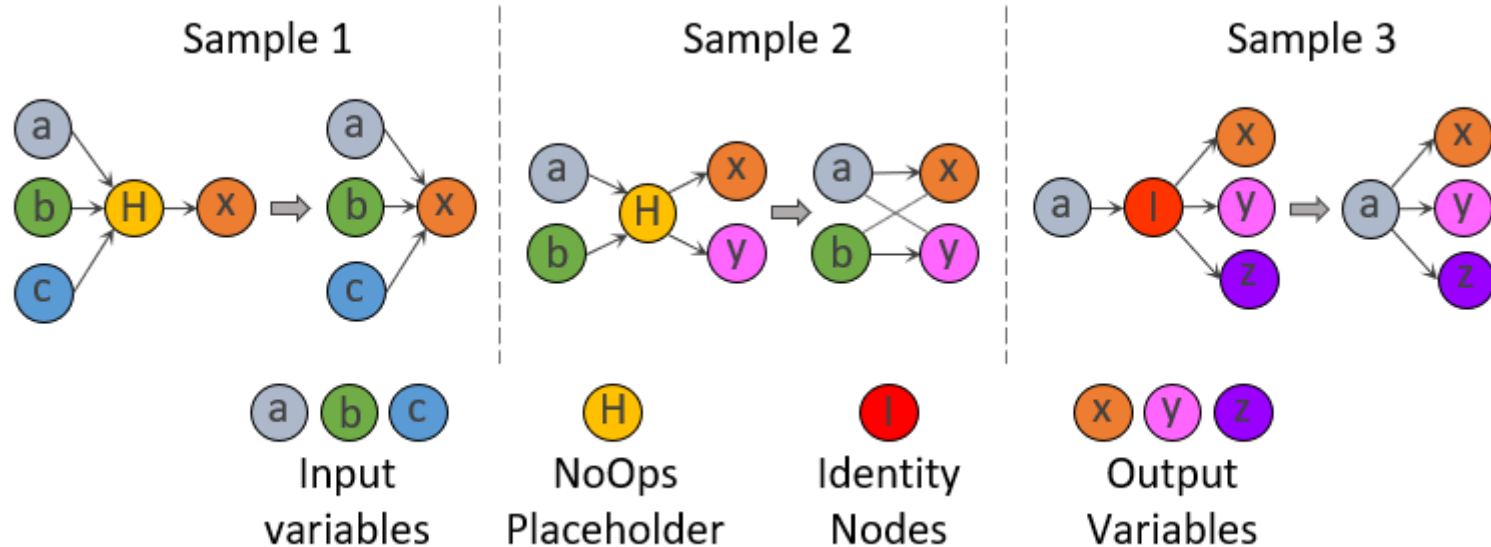 Sample 1
Sample 2
Sample 3
a
b
c
H
x
a
b
c
x
a
b
H
x
y
a
b
x
y
a
I
x
y
z
a
x
y
z
a b c
H
I
x y z
Input
variables
NoOps
Placeholder
Identity
Nodes
Output
Variables